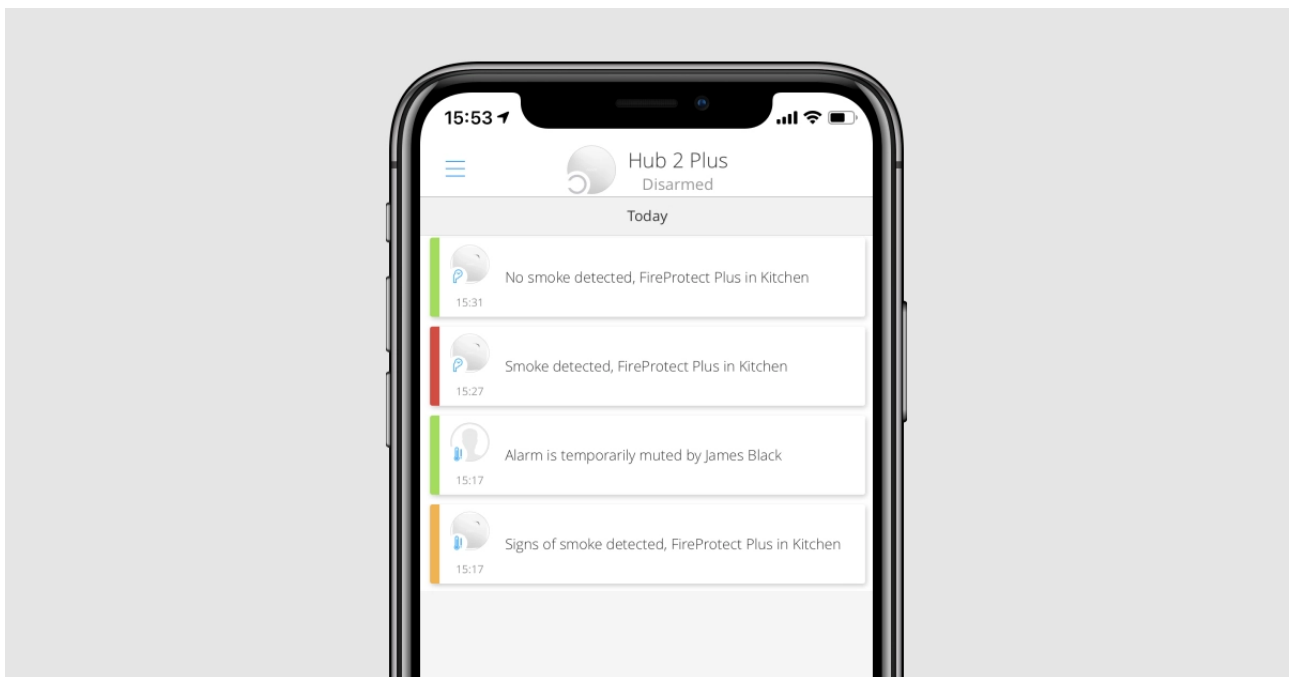 15:53
Hub 2 Plus
Disarmed
Today
No smoke detected, FireProtect Plus in Kitchen
15:31
Smoke detected, FireProtect Plus in Kitchen
15:27
Alarm is temporarily muted by James Black
15:17
Signs of smoke detected, FireProtect Plus in Kitchen
15:17